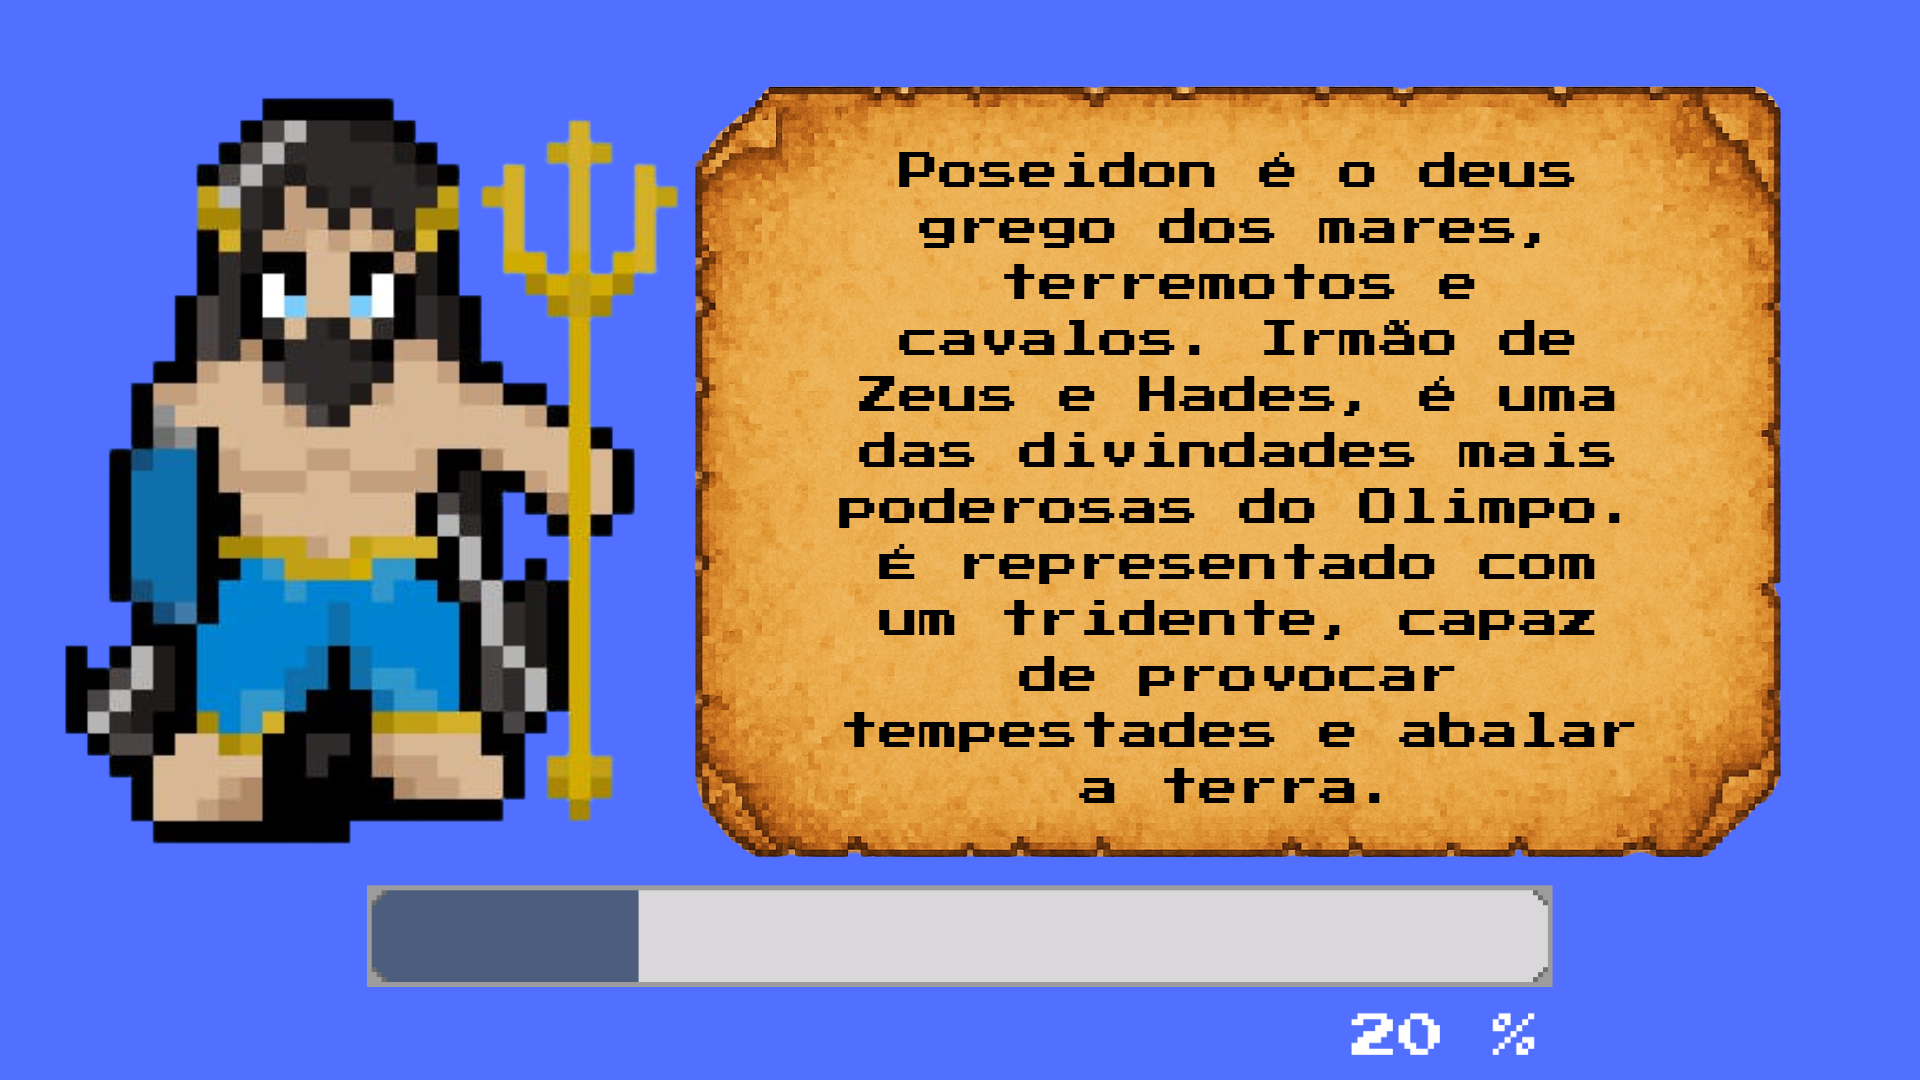 Poseidon é o deus
grego dos mares,
terremotos e
cavalos. Irmão de
Zeus e Hades, é uma
das divindades mais
poderosas do Olimpo.
É representado com
um tridente, capaz
de provocar
tempestades e abalar
a terra.
20 %